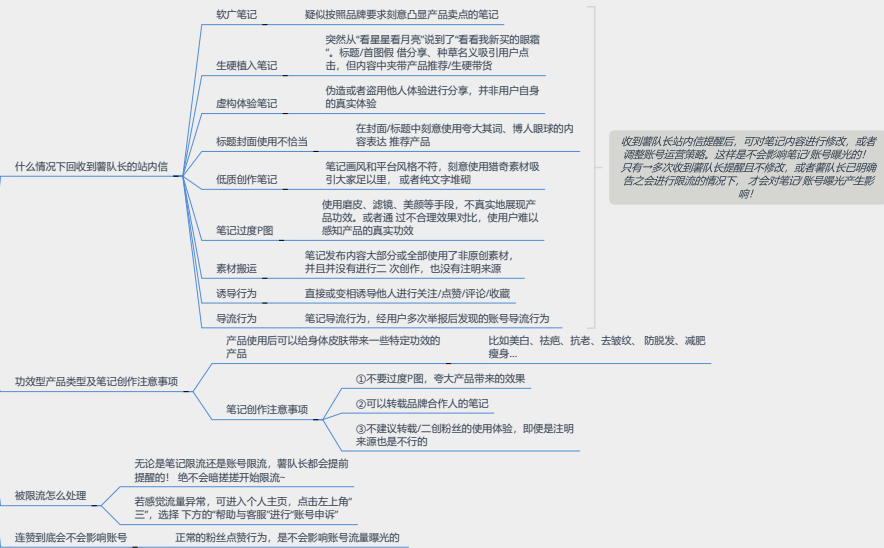 什么情况下回收到薯队长的站内信
软广笔记
疑似按照品牌要求刻意凸显产品卖点的笔记
生硬植入笔记
突然从“看星星看月亮”说到了“看看我新买的眼霜
”。标题/首图假 借分享、种草名义吸引用户点
击，但内容中夹带产品推荐/生硬带货
虚构体验笔记
伪造或者盗用他人体验进行分享，并非用户自身
的真实体验
标题封面使用不恰当
在封面/标题中刻意使用夸大其词、博人眼球的内
容表达 推荐产品
低质创作笔记
笔记画风和平台风格不符，刻意使用猎奇素材吸
引大家足以里， 或者纯文字堆砌
笔记过度P图
使用磨皮、滤镜、美颜等手段，不真实地展现产
品功效。或者通 过不合理效果对比，使用户难以
感知产品的真实功效
素材搬运
笔记发布内容大部分或全部使用了非原创素材，
并且并没有进行二 次创作，也没有注明来源
诱导行为
直接或变相诱导他人进行关注/点赞/评论/收藏
导流行为
笔记导流行为，经用户多次举报后发现的账号导流行为
收到薯队长站内信提醒后，可对笔记内容进行修改，或者
调整账号运营策略。这样是不会影响笔记/账号曝光的！
只有一多次收到薯队长提醒且不修改，或者薯队长已明确
告之会进行限流的情况下， 才会对笔记/账号曝光产生影
响！
功效型产品类型及笔记创作注意事项
产品使用后可以给身体皮肤带来一些特定功效的
产品
比如美白、祛疤、抗老、去皱纹、 防脱发、减肥
瘦身...
笔记创作注意事项
①不要过度P图，夸大产品带来的效果
②可以转载品牌合作人的笔记
③不建议转载/二创粉丝的使用体验，即便是注明
来源也是不行的
被限流怎么处理
无论是笔记限流还是账号限流，薯队长都会提前
提醒的！ 绝不会暗搓搓开始限流~
若感觉流量异常，可进入个人主页，点击左上角“
三”，选择 下方的“帮助与客服”进行“账号申诉”
连赞到底会不会影响账号
正常的粉丝点赞行为，是不会影响账号流量曝光的